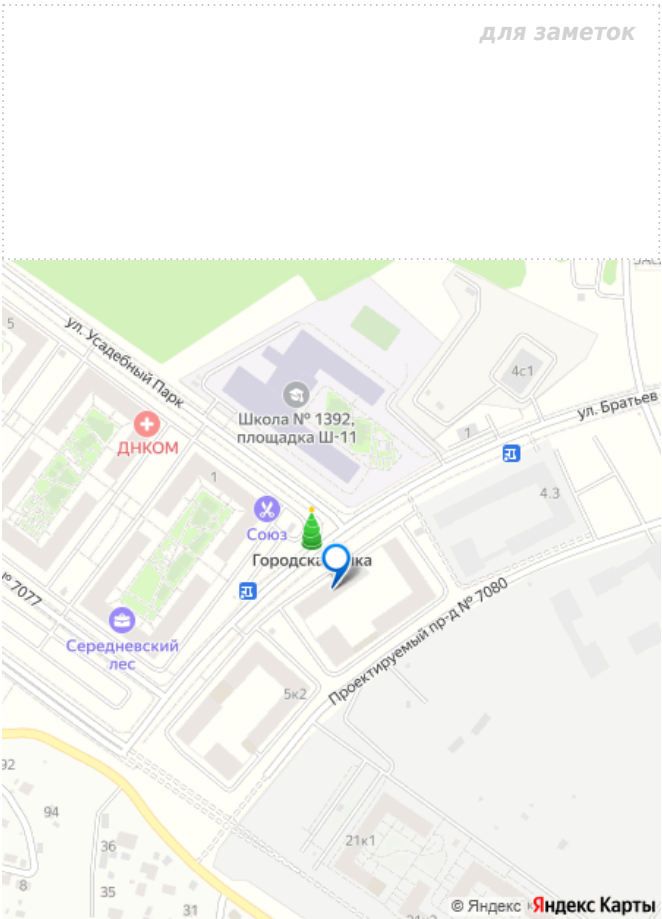 для заметок
5
ул. Усадебный Парк
4с1
Школа № 1392,
площадка Ш-11
ул. Братьев
ДНКОМ
1
1
4.3
Союз
№ 7077
Проектируемый пр-д № 7080
Середневский
лес
5к2
92
94
36
21к1
8
35
31
© Яндекс
Яндекс Карты